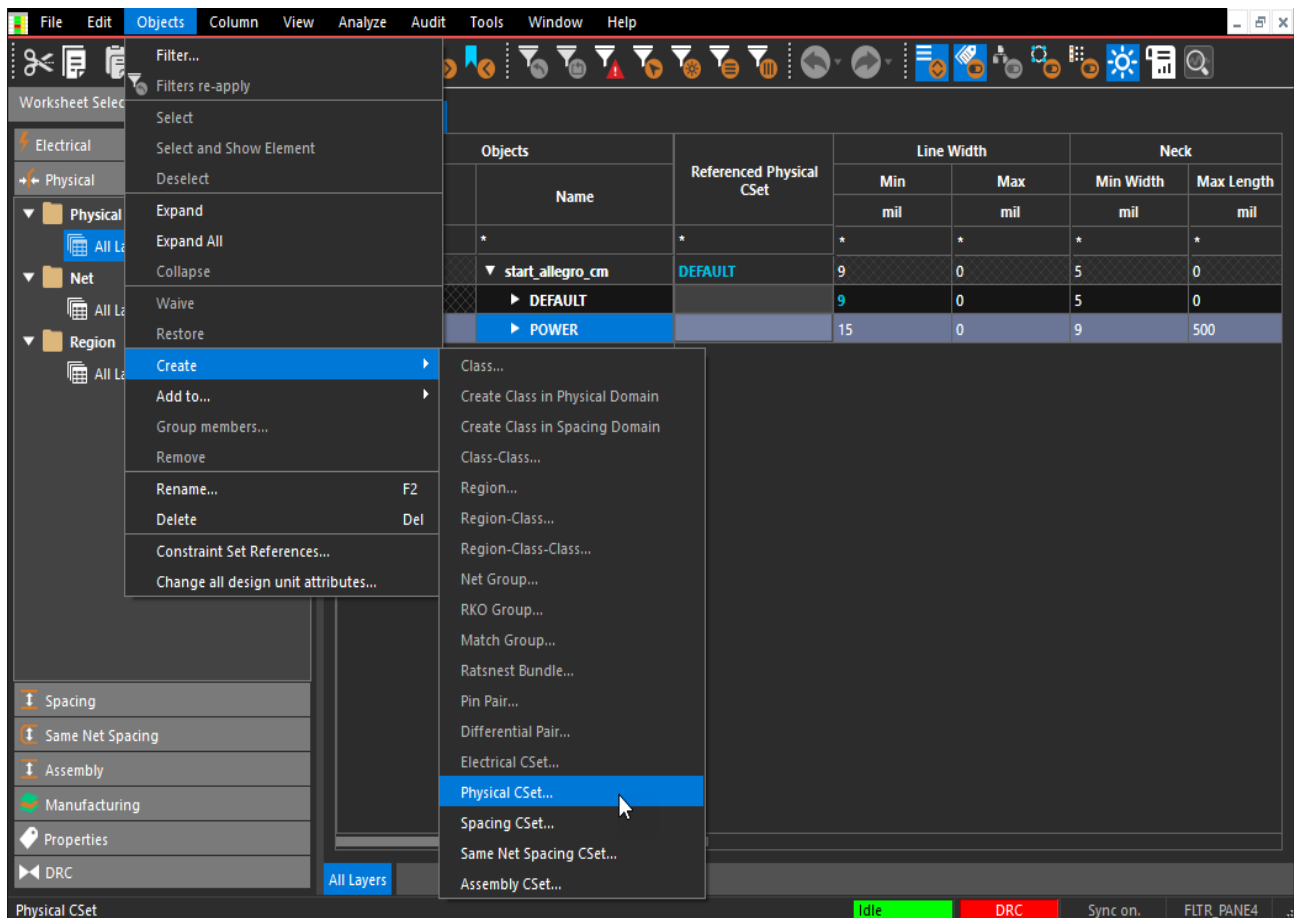 File Edit Objects Column View Analyze Audit Tools Window Help
Filter...
Filters re-apply
Select
Select and Show Element
Deselect
Expand
Expand All
Collapse
Waive
Restore
Create
Add to...
Group members...
Remove
Rename... F2
Delete Del
Constraint Set References...
Change all design unit attributes...
Class...
Create Class in Physical Domain
Create Class in Spacing Domain
Class-Class...
Region...
Region-Class...
Region-Class-Class...
Net Group...
RKO Group...
Match Group...
Ratsnest Bundle...
Pin Pair...
Differential Pair...
Electrical CSet...
Physical CSet...
Spacing CSet...
Same Net Spacing CSet...
Assembly CSet...
Worksheet Selec
Electrical
Physical
Physical
All La
Net
All La
Region
All La
Spacing
Same Net Spacing
Assembly
Manufacturing
Properties
DRC
Objects Referenced Physical CSet Line Width Neck
Name Min Max Min Width Max Length
mil mil mil mil
* * * * * *
start_allegro_cm DEFAULT 9 0 5 0
DEFAULT 9 0 5 0
POWER 15 0 9 500
All Layers
Physical CSet Idle DRC Sync on. FLTR_PANE4